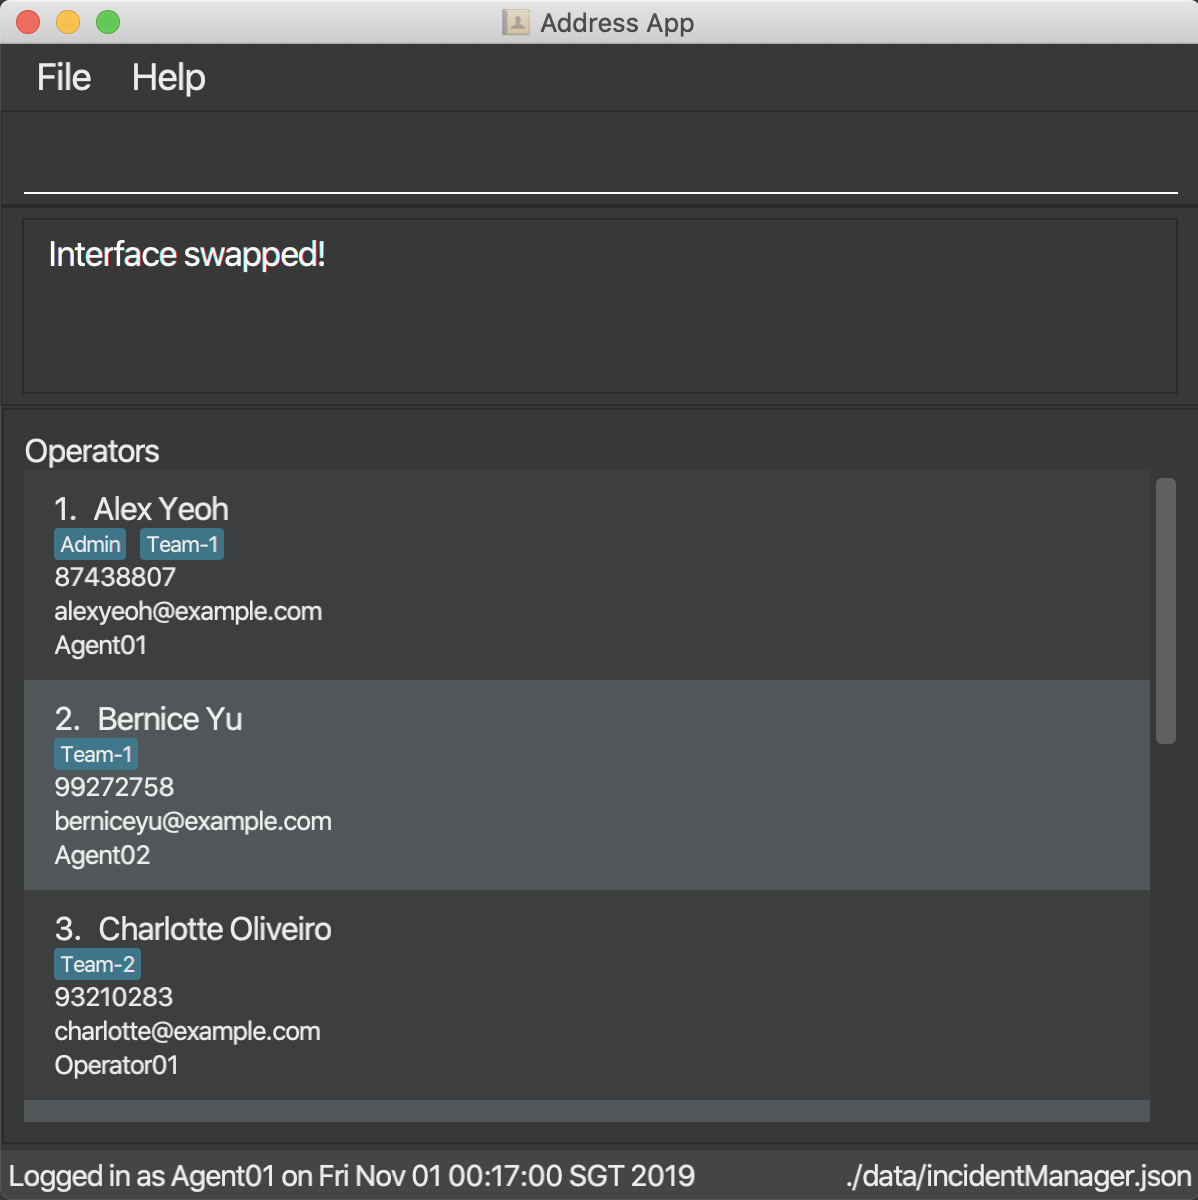 Address App
File Help
Interface swapped!
Operators
1. Alex Yeoh
Admin Team-1
87438807
alexyeoh@example.com
Agent01
2. Bernice Yu
Team-1
99272758
berniceyu@example.com
Agent02
3. Charlotte Oliveiro
Team-2
93210283
charlotte@example.com
Operator01
Logged in as Agent01 on Fri Nov 01 00:17:00 SGT 2019 ./data/incidentManager.json